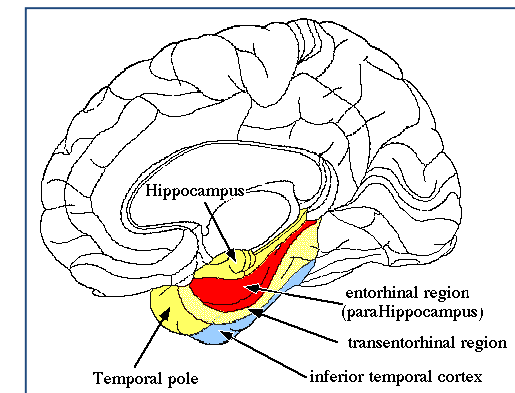 Hippocampus
entorhinal region
(paraHippocampus)
transentorhinal region
Temporal pole
inferior temporal cortex